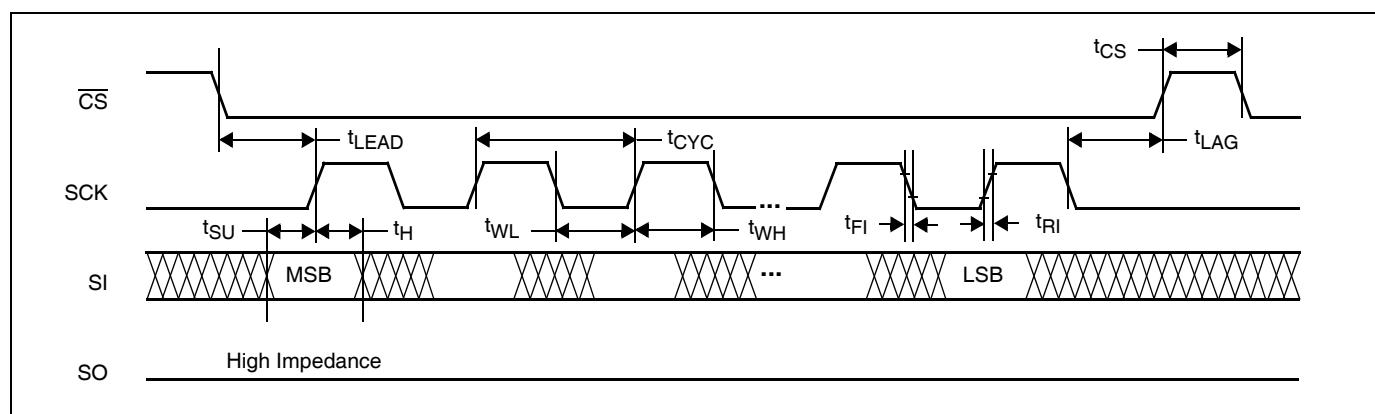 tCS
CS
tLEAD
tCYC
tLAG
SCK
...
tSU
tH
tWL
tWH
tFI
tRI
SI
MSB
...
LSB
High Impedance
SO